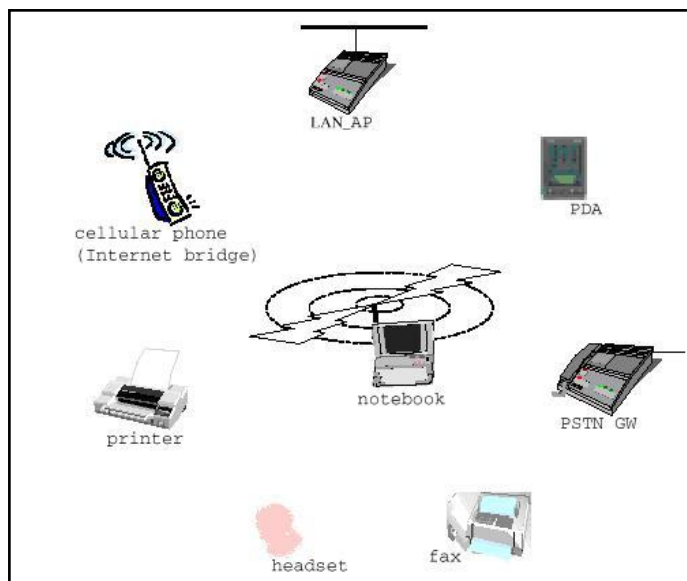 LAN_AP
PDA
cellular phone
(Internet bridge)
notebook
printer
PSTN GW
headset
fax